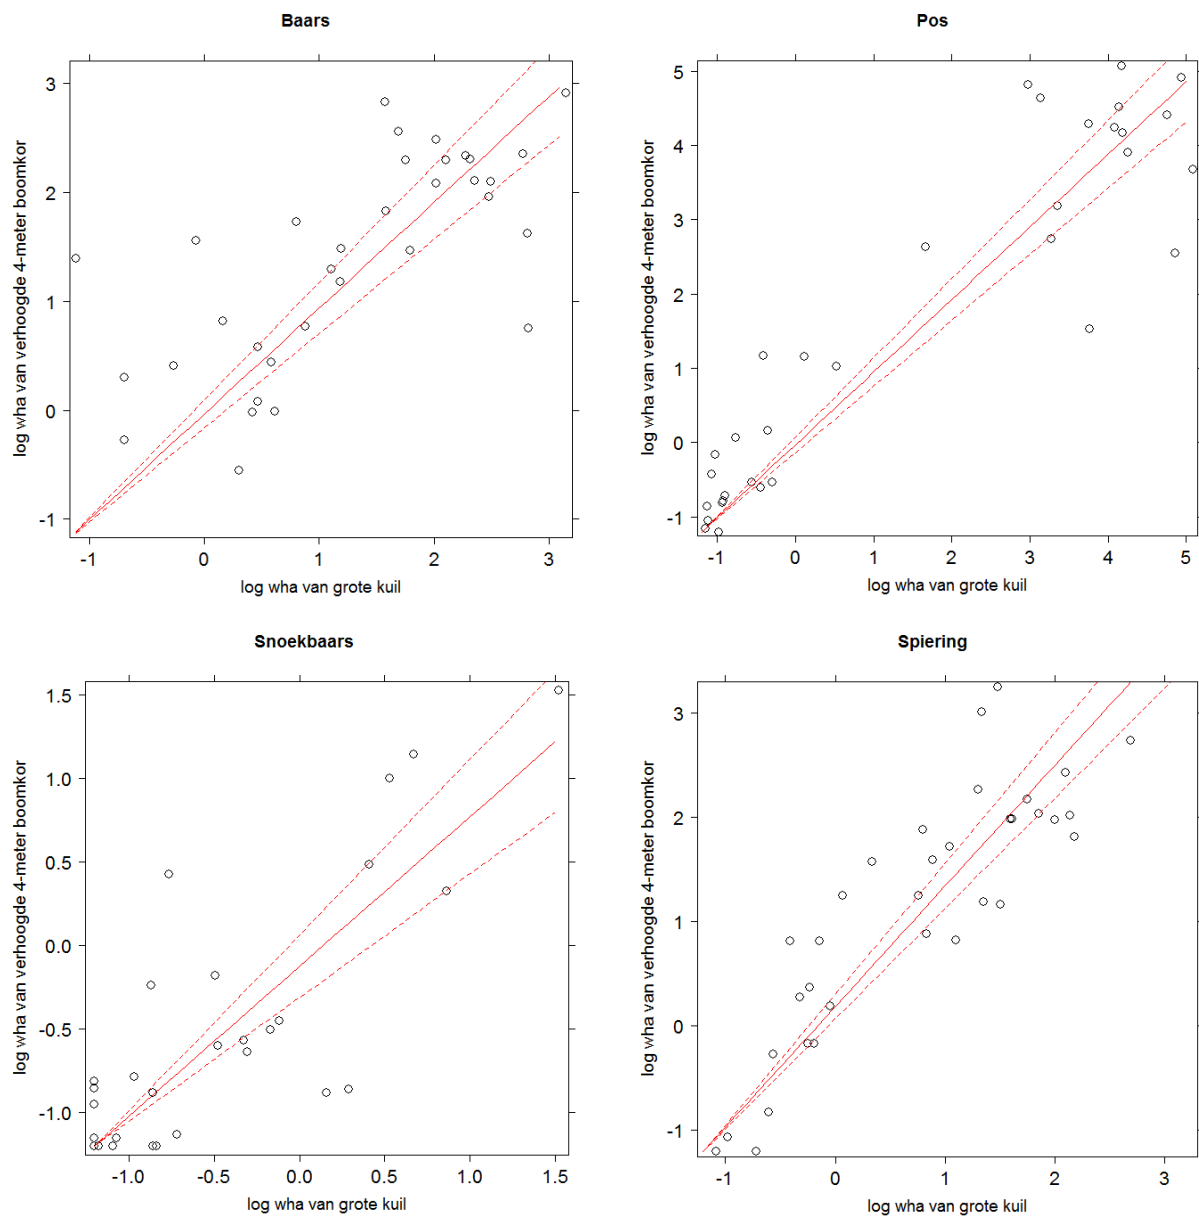 Baars
3
2
1
0
-1
-1 0 1 2 3
log wha van verhoogde 4-meter boomkor
log wha van grote kuil
Pos
5
4
3
2
1
0
-1
-1 0 1 2 3 4 5
log wha van verhoogde 4-meter boomkor
log wha van grote kuil
Snoekbaars
1.5
1.0
0.5
0.0
-0.5
-1.0
-1.0 -0.5 0.0 0.5 1.0 1.5
log wha van verhoogde 4-meter boomkor
log wha van grote kuil
Spiering
3
2
1
0
-1
-1 0 1 2 3
log wha van verhoogde 4-meter boomkor
log wha van grote kuil